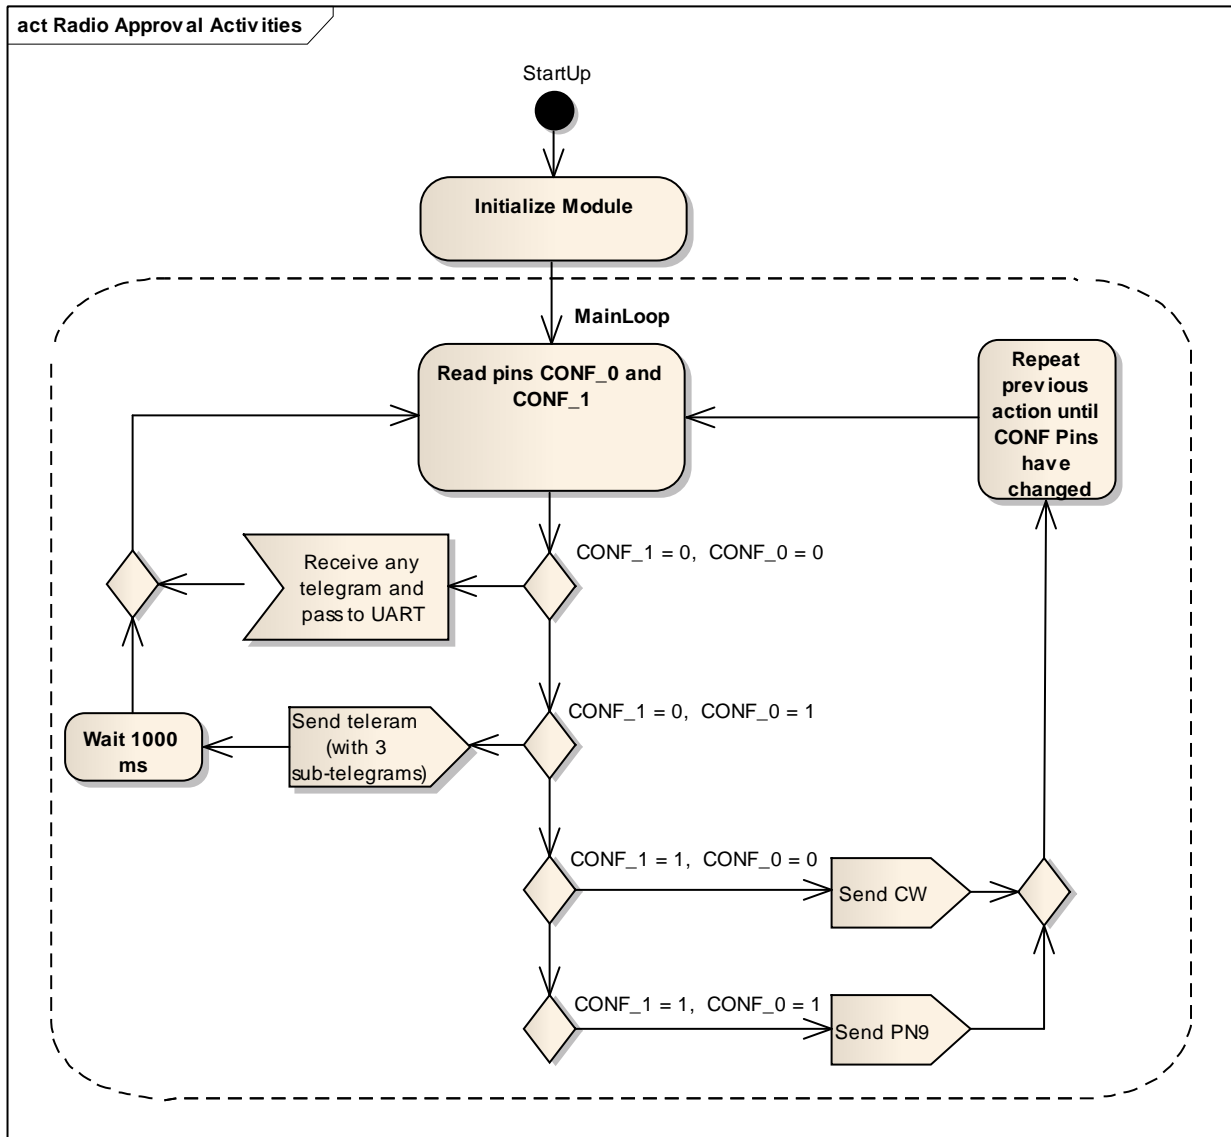 act Radio Approval Activities
StartUp
Initialize Module
MainLoop
Read pins CONF_0 and
CONF_1
Repeat
previous
action until
CONF Pins
have
changed
CONF_1 = 0, CONF_0 = 0
Receive any
telegram and
pass to UART
CONF_1 = 0, CONF_0 = 1
Send teleram
(with 3
sub-telegrams)
Wait 1000
ms
CONF_1 = 1, CONF_0 = 0
Send CW
CONF_1 = 1, CONF_0 = 1
Send PN9